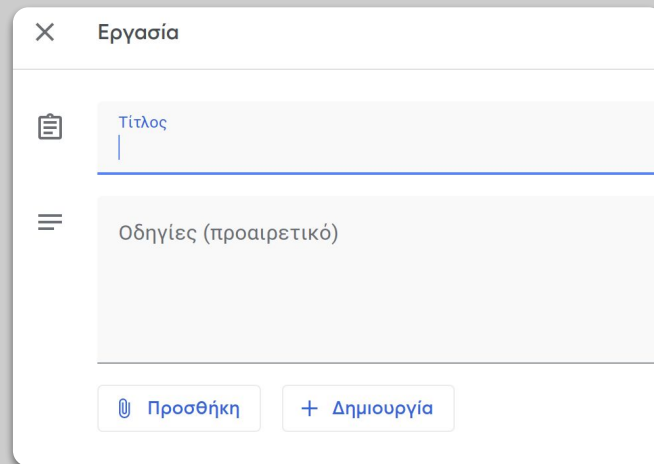 Εργασία
Τίτλος
Οδηγίες (προαιρετικό)
Προσθήκη
Δημιουργία